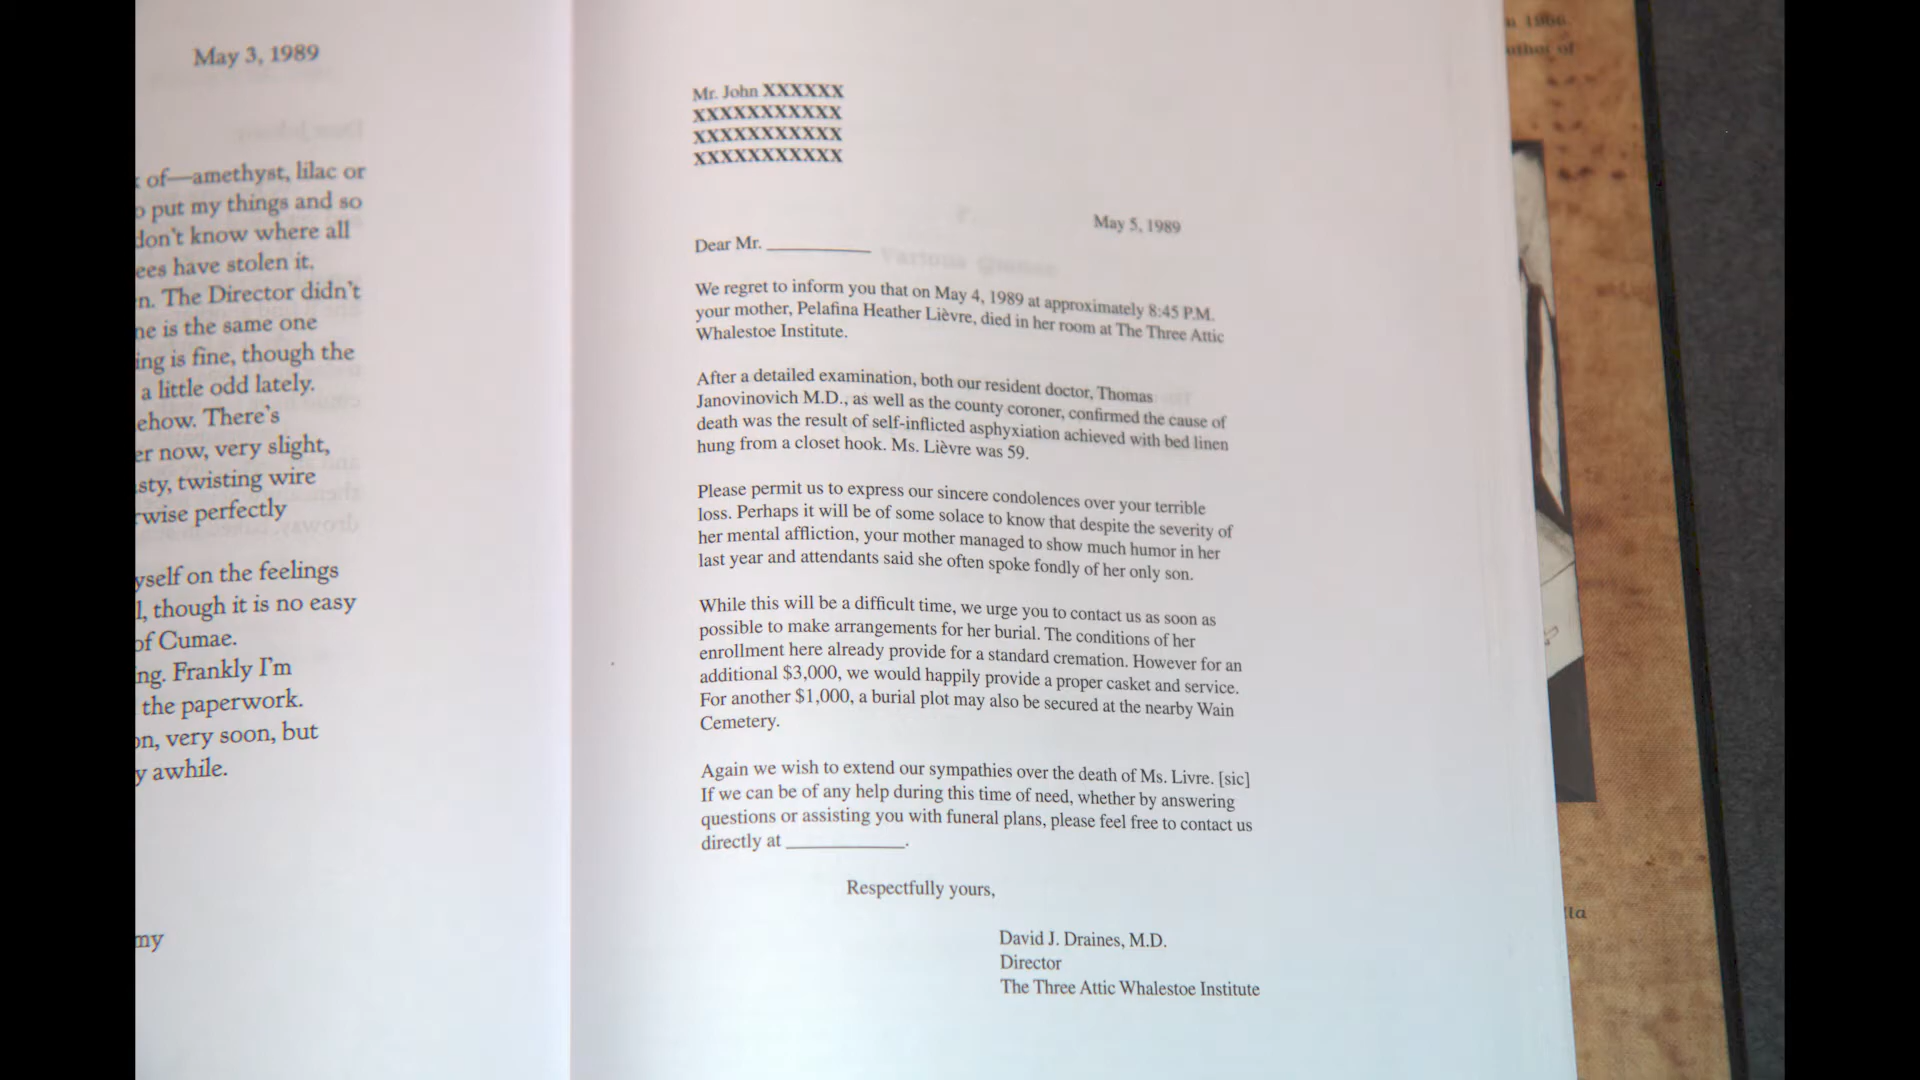 May 3, 1989
of—amethyst, lilac or
put my things and so
don't know where all
ees have stolen it.
n. The Director didn't
ne is the same one
ing is fine, though the
a little odd lately.
ehow. There's
er now, very slight,
sty, twisting wire
rwise perfectly
yself on the feelings
l, though it is no easy
of Cumae.
ng. Frankly I'm
the paperwork.
on, very soon, but
y awhile.
my
Mr. John XXXXXX
XXXXXXXXXXX
XXXXXXXXXXX
XXXXXXXXXXX
May 5, 1989
Dear Mr. ___________
We regret to inform you that on May 4, 1989 at approximately 8:45 P.M.
your mother, Pelafina Heather Lièvre, died in her room at The Three Attic
Whalestoe Institute.
After a detailed examination, both our resident doctor, Thomas
Janovinovich M.D., as well as the county coroner, confirmed the cause of
death was the result of self-inflicted asphyxiation achieved with bed linen
hung from a closet hook. Ms. Lièvre was 59.
Please permit us to express our sincere condolences over your terrible
loss. Perhaps it will be of some solace to know that despite the severity of
her mental affliction, your mother managed to show much humor in her
last year and attendants said she often spoke fondly of her only son.
While this will be a difficult time, we urge you to contact us as soon as
possible to make arrangements for her burial. The conditions of her
enrollment here already provide for a standard cremation. However for an
additional $3,000, we would happily provide a proper casket and service.
For another $1,000, a burial plot may also be secured at the nearby Wain
Cemetery.
Again we wish to extend our sympathies over the death of Ms. Livre. [sic]
If we can be of any help during this time of need, whether by answering
questions or assisting you with funeral plans, please feel free to contact us
directly at ____________.
Respectfully yours,
David J. Draines, M.D.
Director
The Three Attic Whalestoe Institute
n 1966.
other of
lla